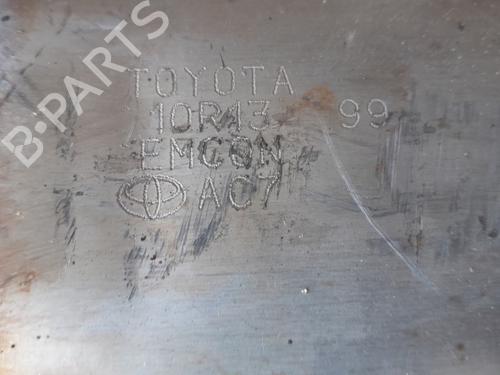 B-PARTS
TOYOTA
10R13 99
EMCON
AC7